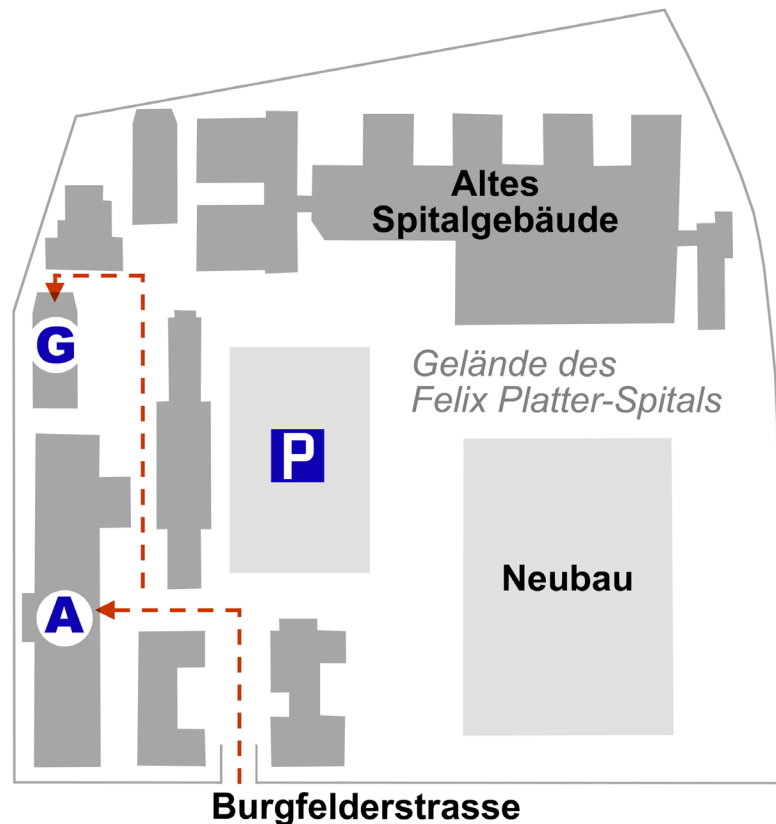 Altes
Spitalgebäude
G
Gelände des
Felix Platter-Spitals
P
Neubau
A
Burgfelderstrasse